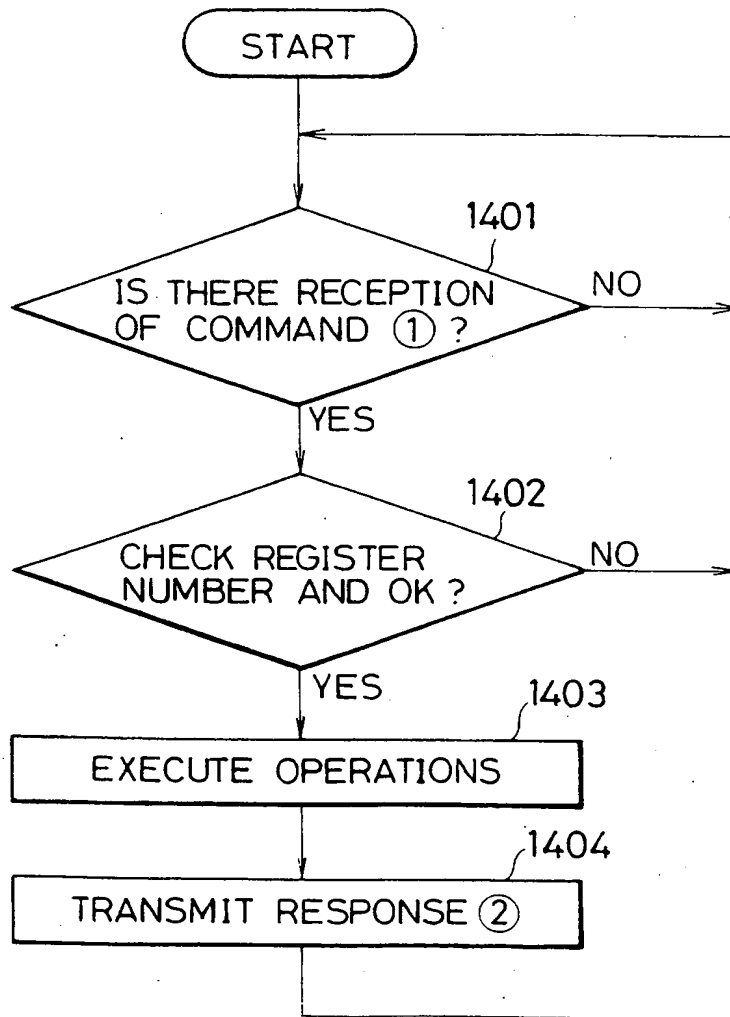 START
1401
IS THERE RECEPTION
OF COMMAND ① ?
NO
YES
1402
CHECK REGISTER
NUMBER AND OK ?
NO
YES
1403
EXECUTE OPERATIONS
1404
TRANSMIT RESPONSE ②